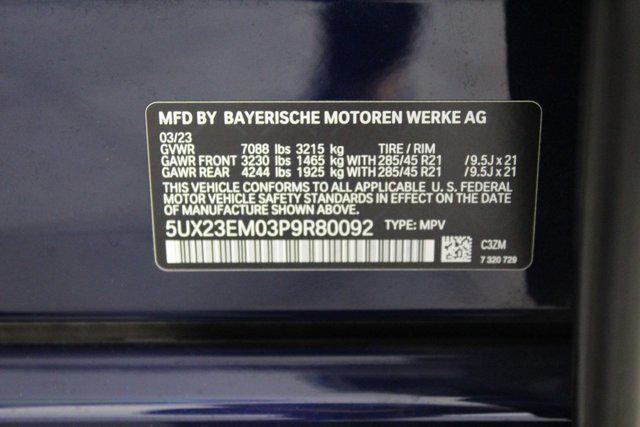 MFD BY BAYERISCHE MOTOREN WERKE AG
03/23
GVWR 7088 lbs 3215 kg TIRE / RIM
GAWR FRONT 3230 lbs 1465 kg WITH 285/45 R21 /9.5J x 21
GAWR REAR 4244 lbs 1925 kg WITH 285/45 R21 /9.5J x 21
THIS VEHICLE CONFORMS TO ALL APPLICABLE U. S. FEDERAL
MOTOR VEHICLE SAFETY STANDARDS IN EFFECT ON THE DATE
OF MANUFACTURE SHOWN ABOVE.
5UX23EM03P9R80092 TYPE: MPV
C3ZM
7 320 729